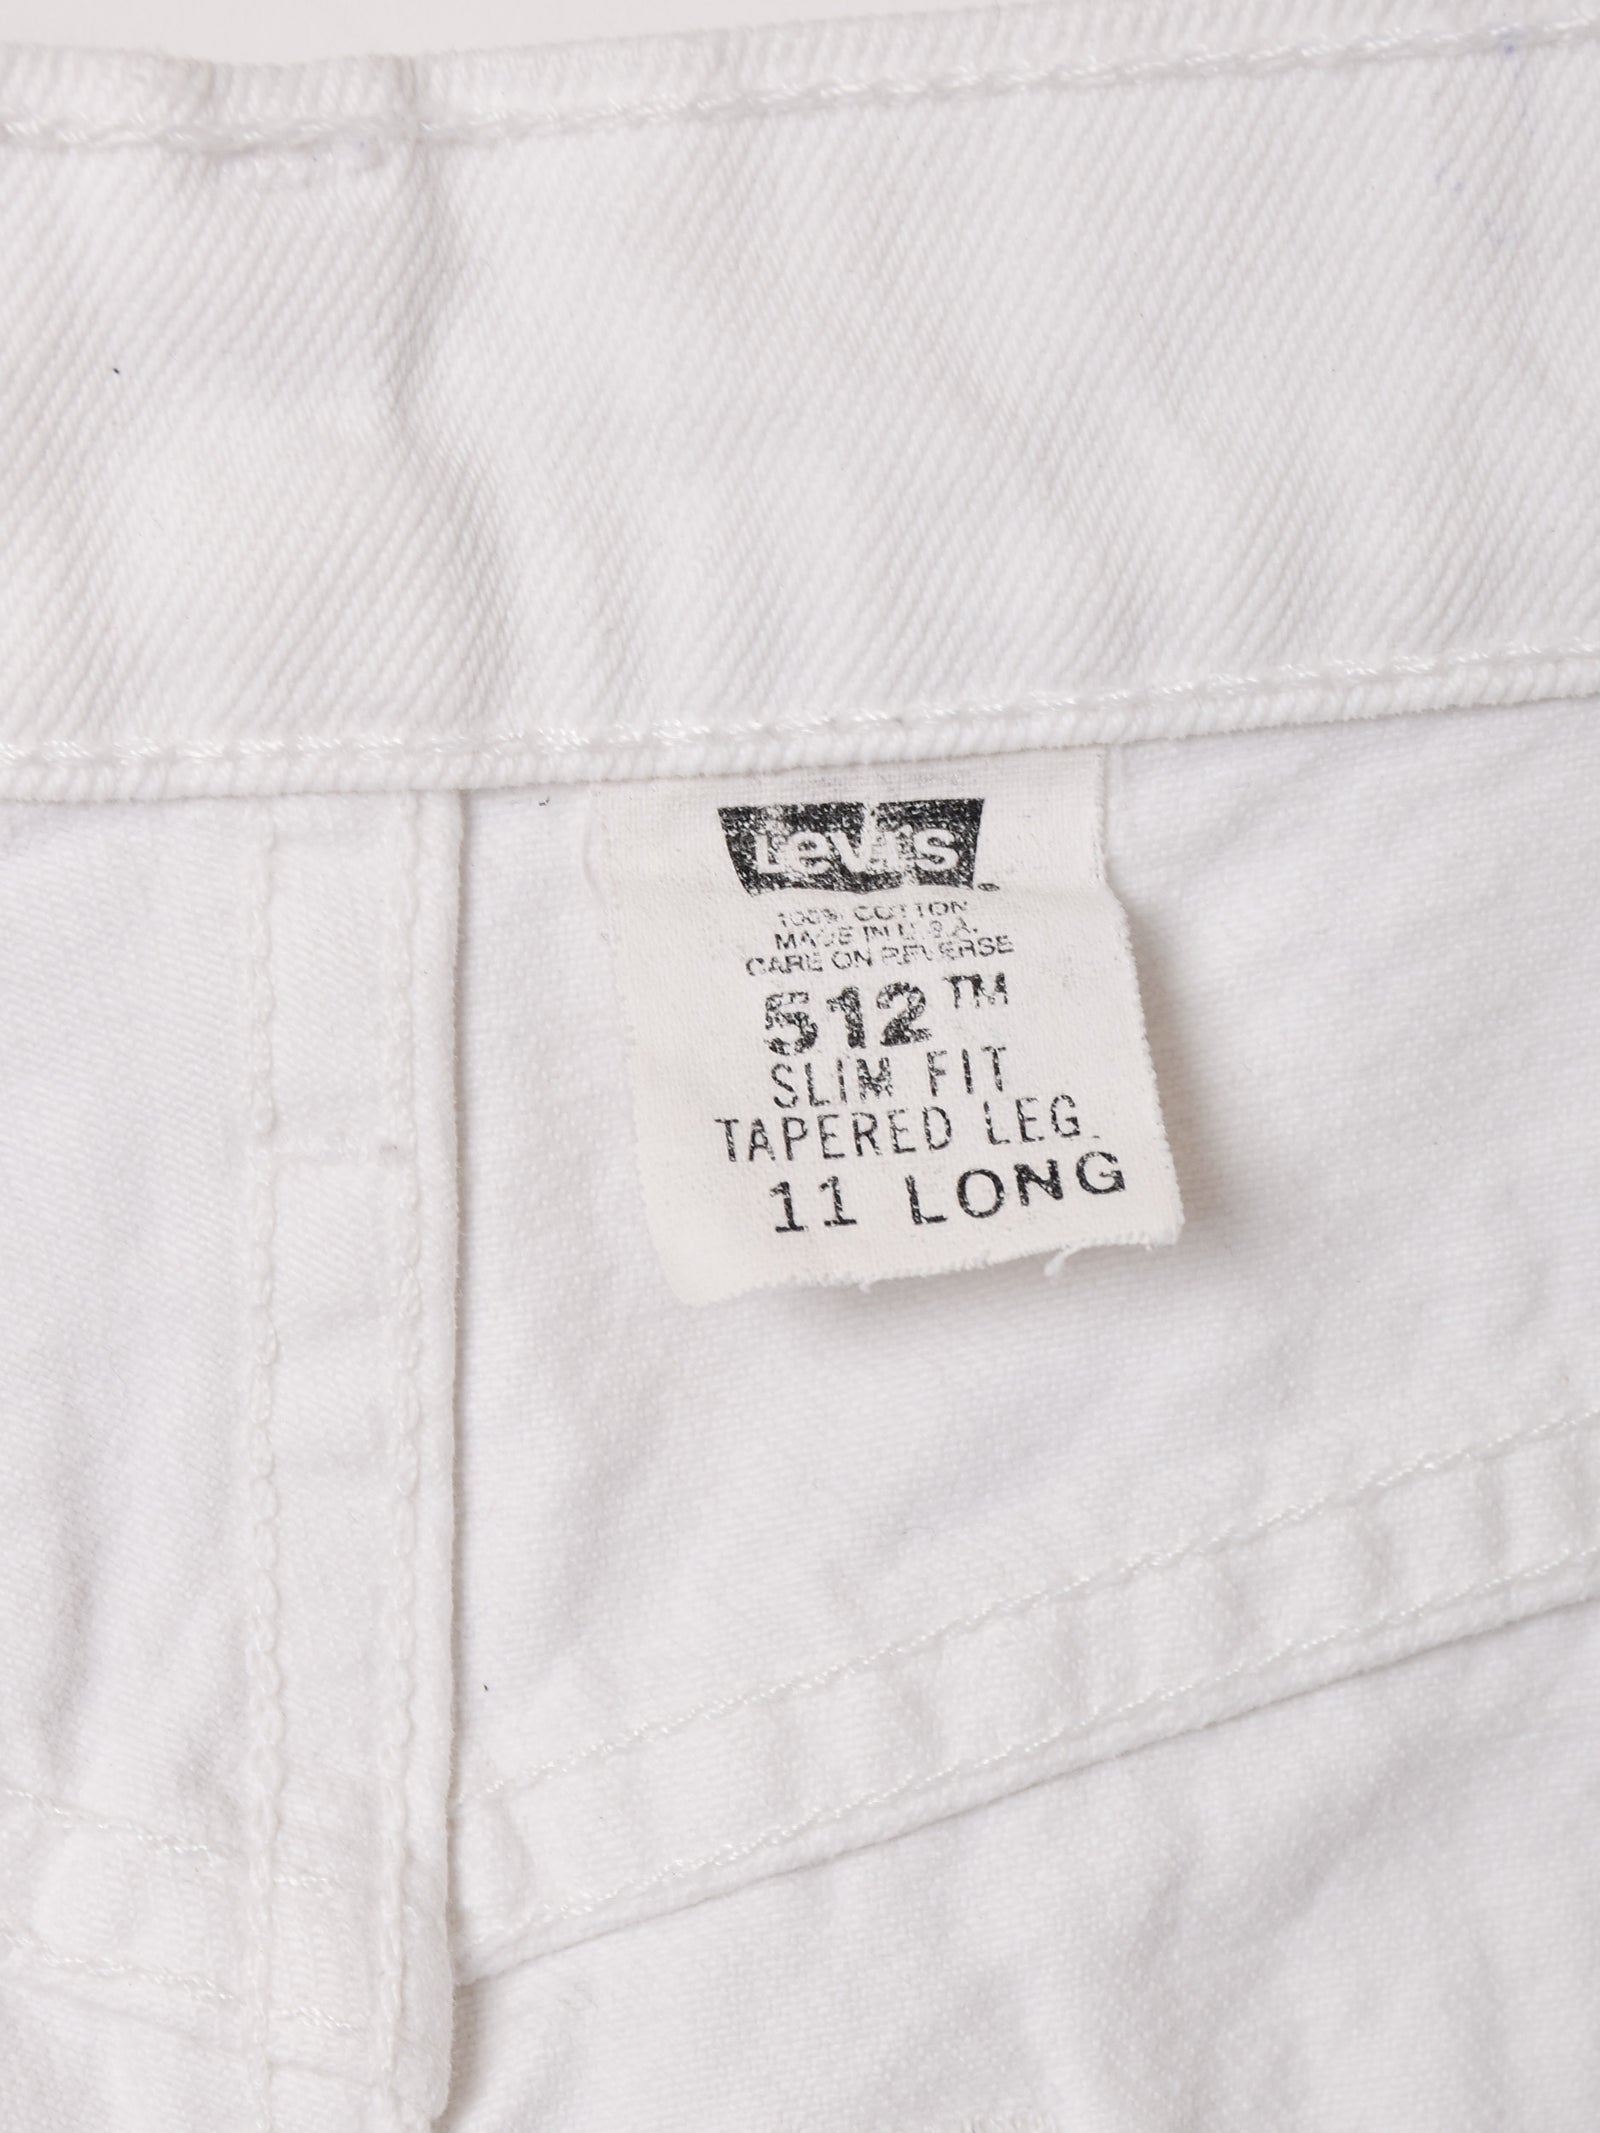 Levi's
100% COTTON
MADE IN U.S.A.
CARE ON REVERSE
512™
SLIM FIT
TAPERED LEG
11 LONG